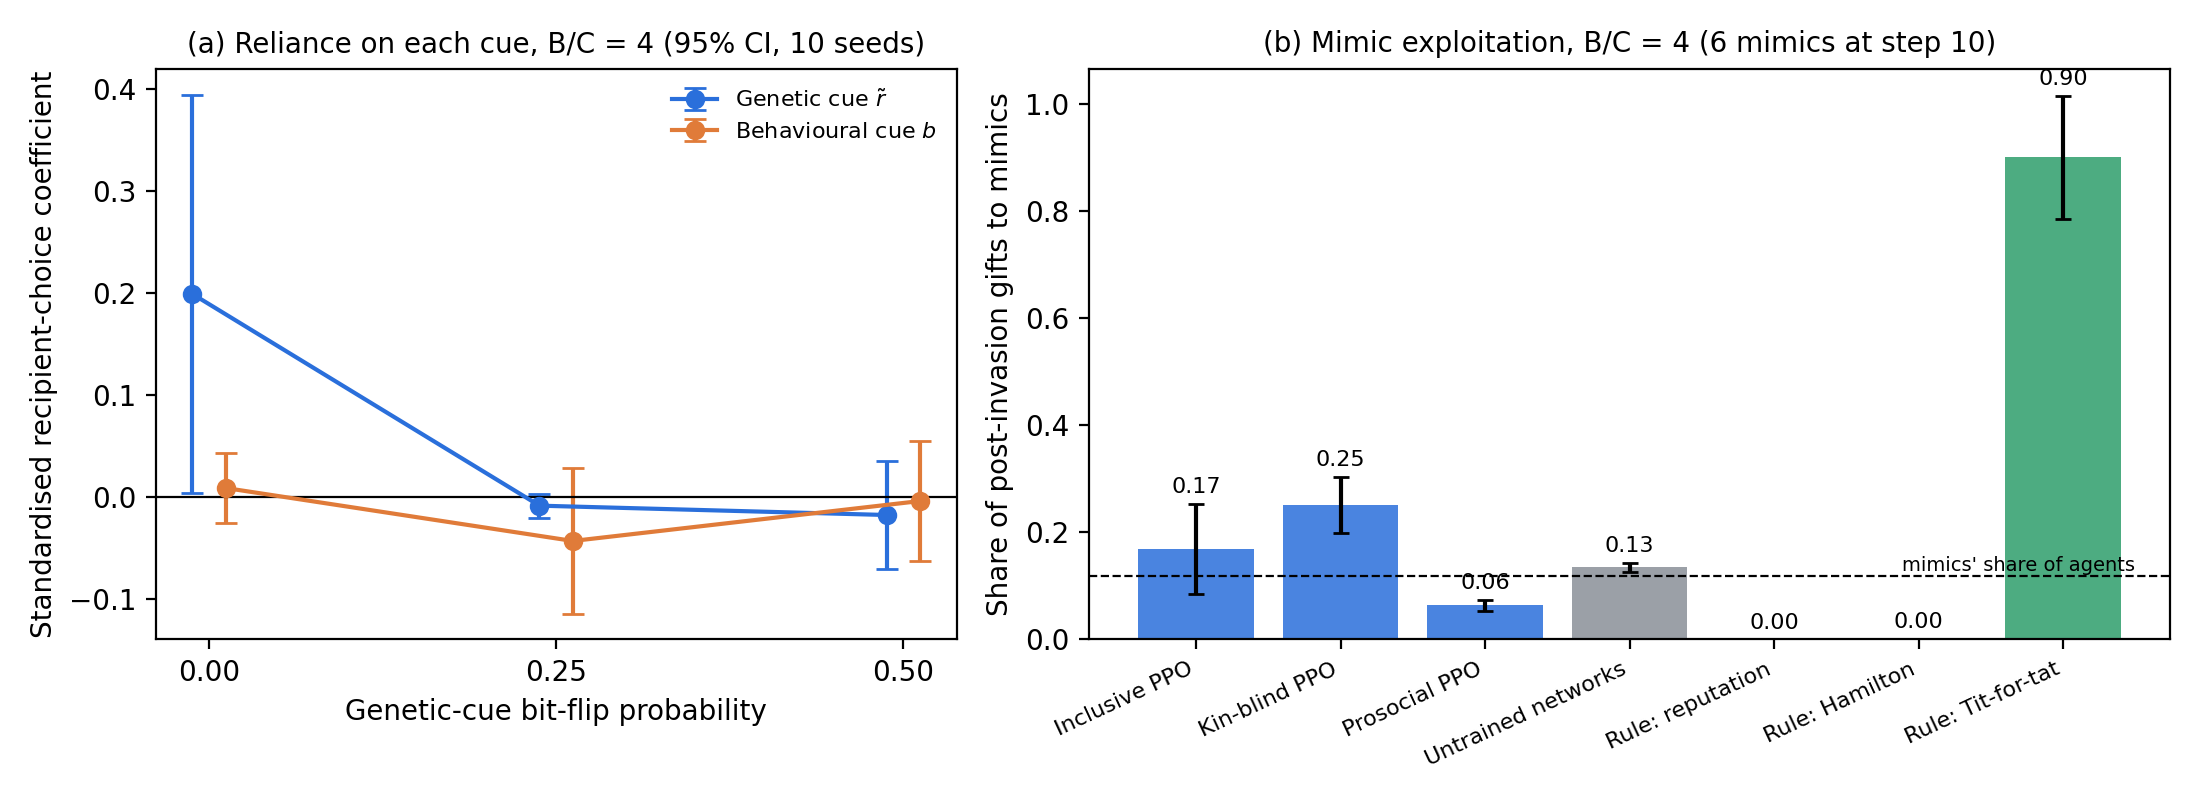 (a) Reliance on each cue, B/C = 4 (95% CI, 10 seeds)
Standardised recipient-choice coefficient
0.4
0.3
0.2
0.1
0.0
−0.1
Genetic cue r̃
Behavioural cue b
0.00
0.25
0.50
Genetic-cue bit-flip probability
(b) Mimic exploitation, B/C = 4 (6 mimics at step 10)
Share of post-invasion gifts to mimics
1.0
0.8
0.6
0.4
0.2
0.0
0.17
0.25
0.06
0.13
0.00
0.00
0.90
mimics' share of agents
Inclusive PPO
Kin-blind PPO
Prosocial PPO
Untrained networks
Rule: reputation
Rule: Hamilton
Rule: Tit-for-tat